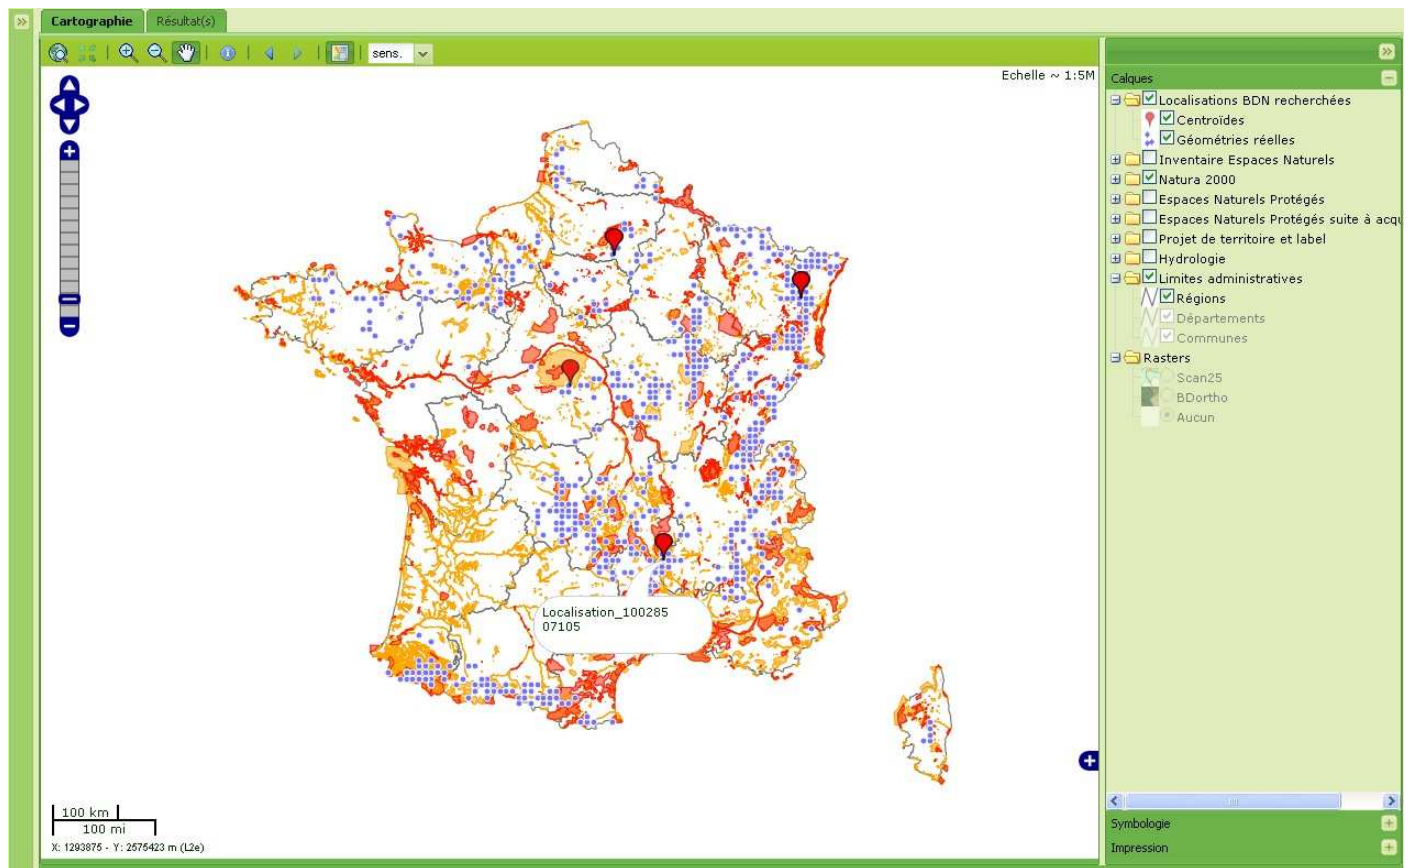 Cartographie
Résultat(s)
sens.
Echelle ~ 1:5M
Calques
Localisations BDN recherchées
Centroïdes
Géométries réelles
Inventaire Espaces Naturels
Natura 2000
Espaces Naturels Protégés
Espaces Naturels Protégés suite à acqu
Projet de territoire et label
Hydrologie
Limites administratives
Régions
Départements
Communes
Rasters
Scan25
BDortho
Aucun
Localisation_100285
07105
100 km
100 mi
X: 1293875 - Y: 2575423 m (L2e)
Symbologie
Impression